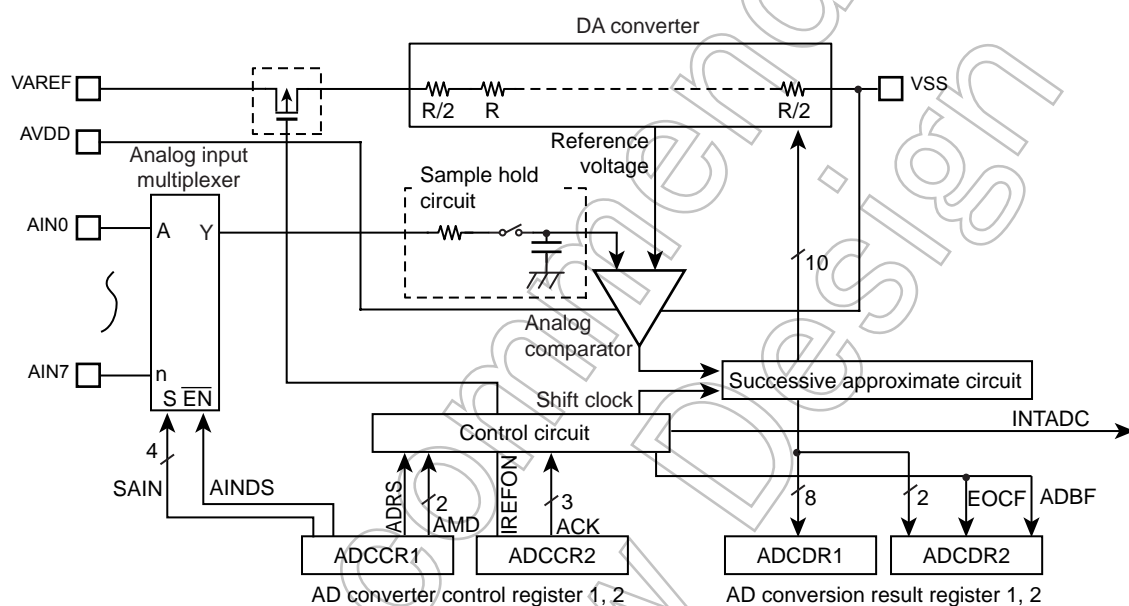 DA converter
VAREF
VSS
R/2
R
R/2
AVDD
Reference
voltage
Analog input
multiplexer
Sample hold
circuit
AIN0
A
Y
10
Analog
comparator
AIN7
n
S EN
Successive approximate circuit
Shift clock
INTADC
Control circuit
4
SAIN
AINDS
ADRS
2
AMD
IREFON
3
ACK
8
2
EOCF
ADBF
ADCCR1
ADCCR2
ADCDR1
ADCDR2
AD converter control register 1, 2
AD conversion result register 1, 2